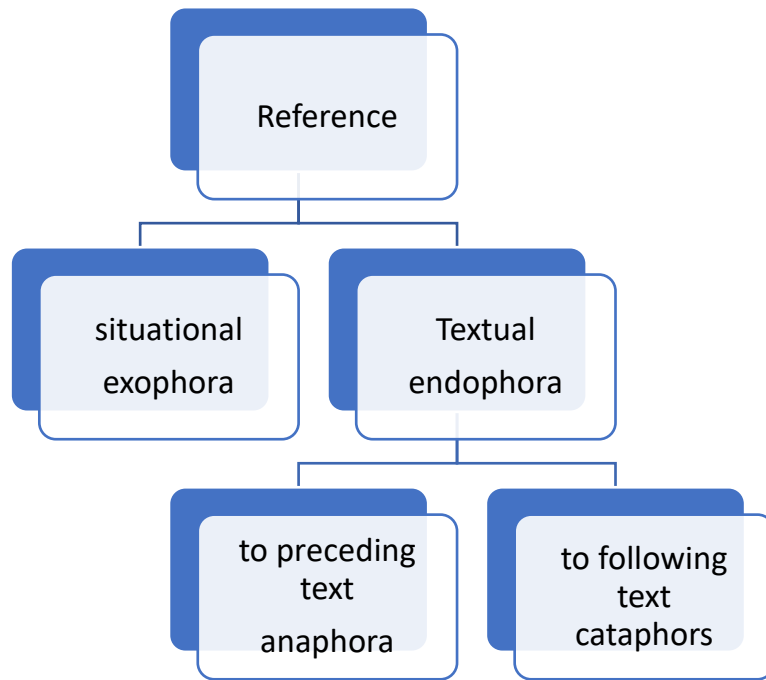 Reference
situational
exophora
Textual
endophora
to preceding
text
anaphora
to following
text
cataphors